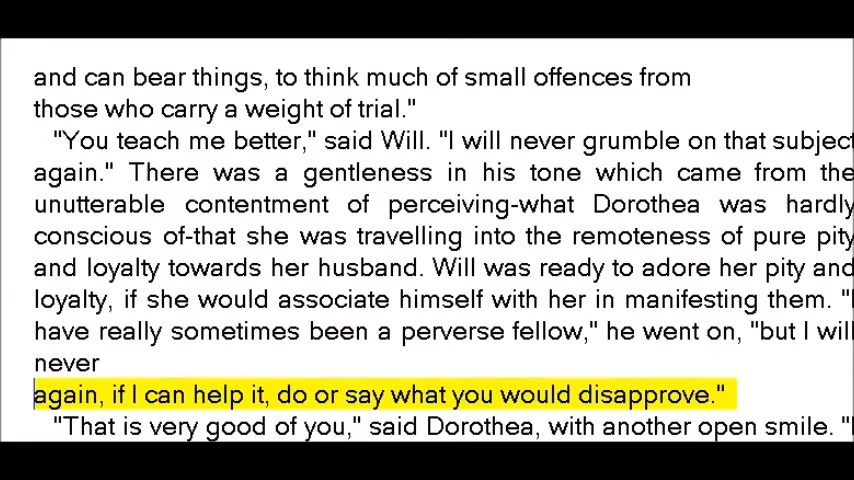 and can bear things, to think much of small offences from
those who carry a weight of trial."
"You teach me better," said Will. "I will never grumble on that subject
again." There was a gentleness in his tone which came from the
unutterable contentment of perceiving-what Dorothea was hardly
conscious of-that she was travelling into the remoteness of pure pity
and loyalty towards her husband. Will was ready to adore her pity and
loyalty, if she would associate himself with her in manifesting them. "I
have really sometimes been a perverse fellow," he went on, "but I will
never
again, if I can help it, do or say what you would disapprove."
"That is very good of you," said Dorothea, with another open smile. "I